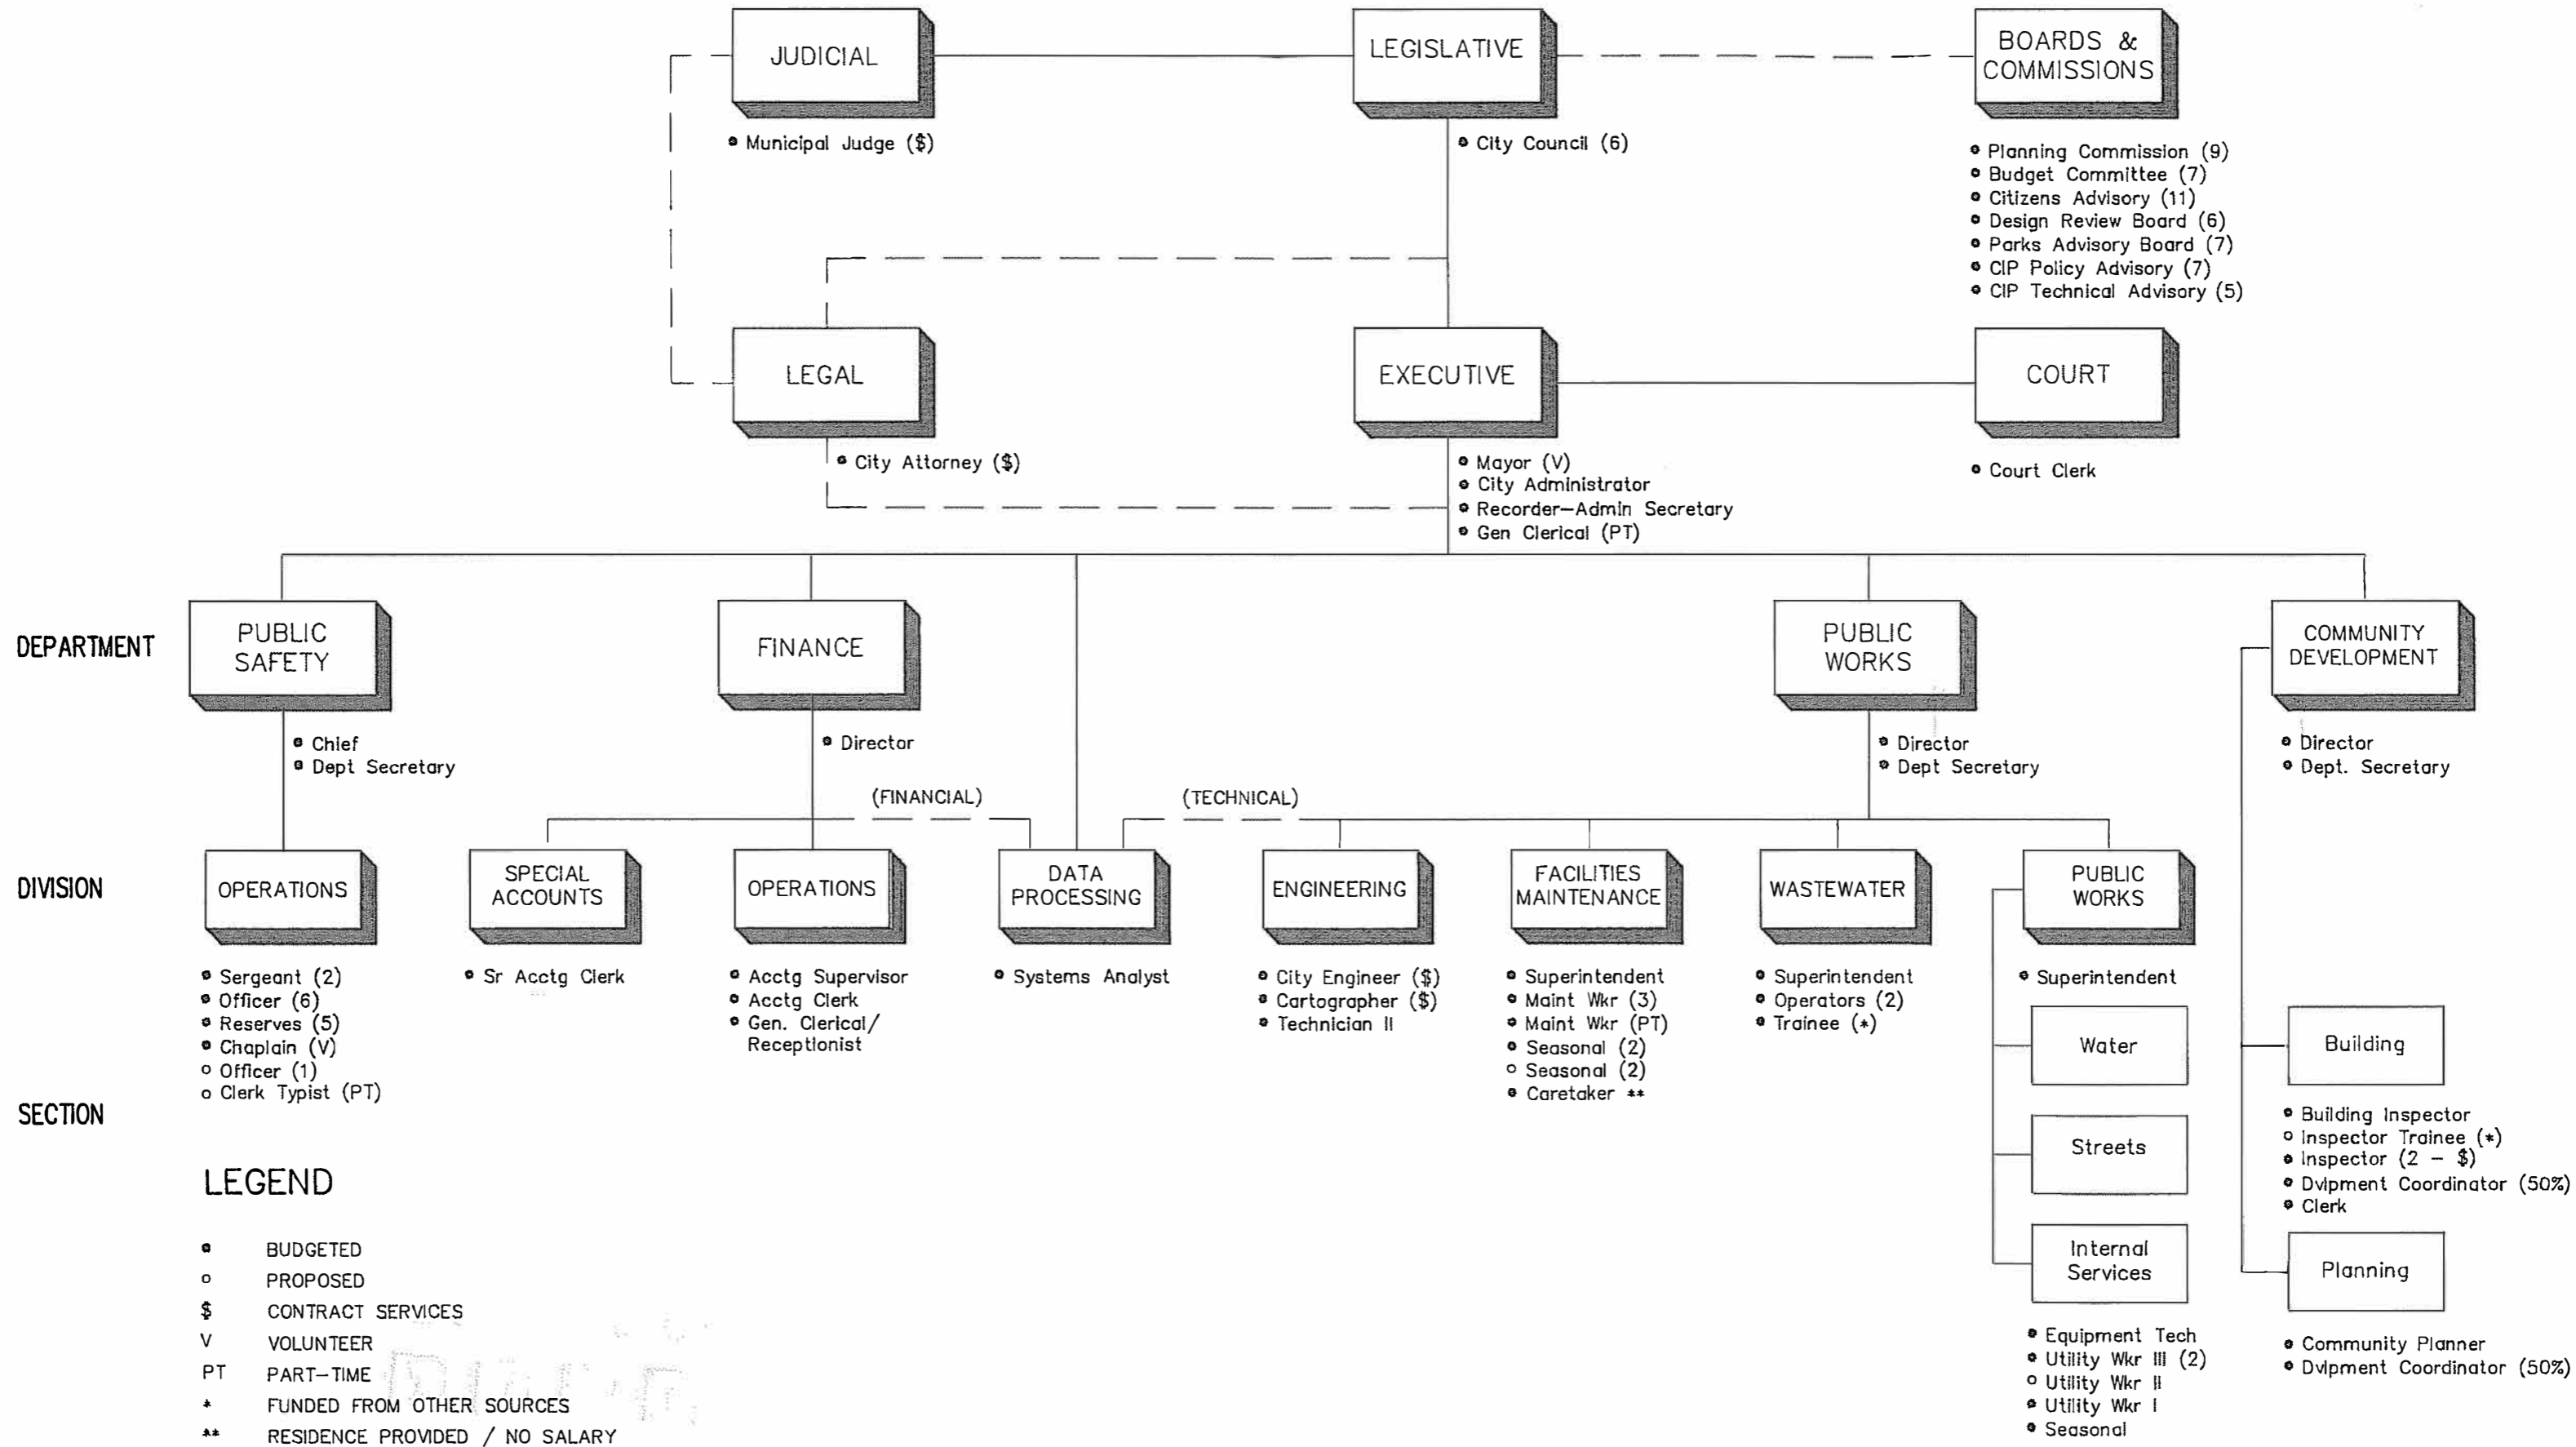 JUDICIAL
LEGISLATIVE
BOARDS &
COMMISSIONS
• Municipal Judge ($)
• City Council (6)
• Planning Commission (9)
• Budget Committee (7)
• Citizens Advisory (11)
• Design Review Board (6)
• Parks Advisory Board (7)
• CIP Policy Advisory (7)
• CIP Technical Advisory (5)
LEGAL
EXECUTIVE
COURT
• City Attorney ($)
• Mayor (V)
• City Administrator
• Recorder-Admin Secretary
• Gen Clerical (PT)
• Court Clerk
DEPARTMENT
PUBLIC
SAFETY
FINANCE
PUBLIC
WORKS
COMMUNITY
DEVELOPMENT
• Chief
• Dept Secretary
• Director
• Director
• Dept Secretary
• Director
• Dept. Secretary
(FINANCIAL)
(TECHNICAL)
DIVISION
OPERATIONS
SPECIAL
ACCOUNTS
OPERATIONS
DATA
PROCESSING
ENGINEERING
FACILITIES
MAINTENANCE
WASTEWATER
PUBLIC
WORKS
• Sergeant (2)
• Officer (6)
• Reserves (5)
• Chaplain (V)
○ Officer (1)
○ Clerk Typist (PT)
• Sr Acctg Clerk
• Acctg Supervisor
• Acctg Clerk
• Gen. Clerical/
Receptionist
• Systems Analyst
• City Engineer ($)
• Cartographer ($)
• Technician II
• Superintendent
• Maint Wkr (3)
• Maint Wkr (PT)
• Seasonal (2)
○ Seasonal (2)
• Caretaker **
• Superintendent
• Operators (2)
• Trainee (*)
• Superintendent
SECTION
Water
Streets
Internal
Services
• Equipment Tech
• Utility Wkr III (2)
○ Utility Wkr II
• Utility Wkr I
• Seasonal
Building
• Building Inspector
○ Inspector Trainee (*)
• Inspector (2 - $)
• Dvlpment Coordinator (50%)
• Clerk
Planning
• Community Planner
• Dvlpment Coordinator (50%)
LEGEND
• BUDGETED
○ PROPOSED
$ CONTRACT SERVICES
V VOLUNTEER
PT PART-TIME
* FUNDED FROM OTHER SOURCES
** RESIDENCE PROVIDED / NO SALARY